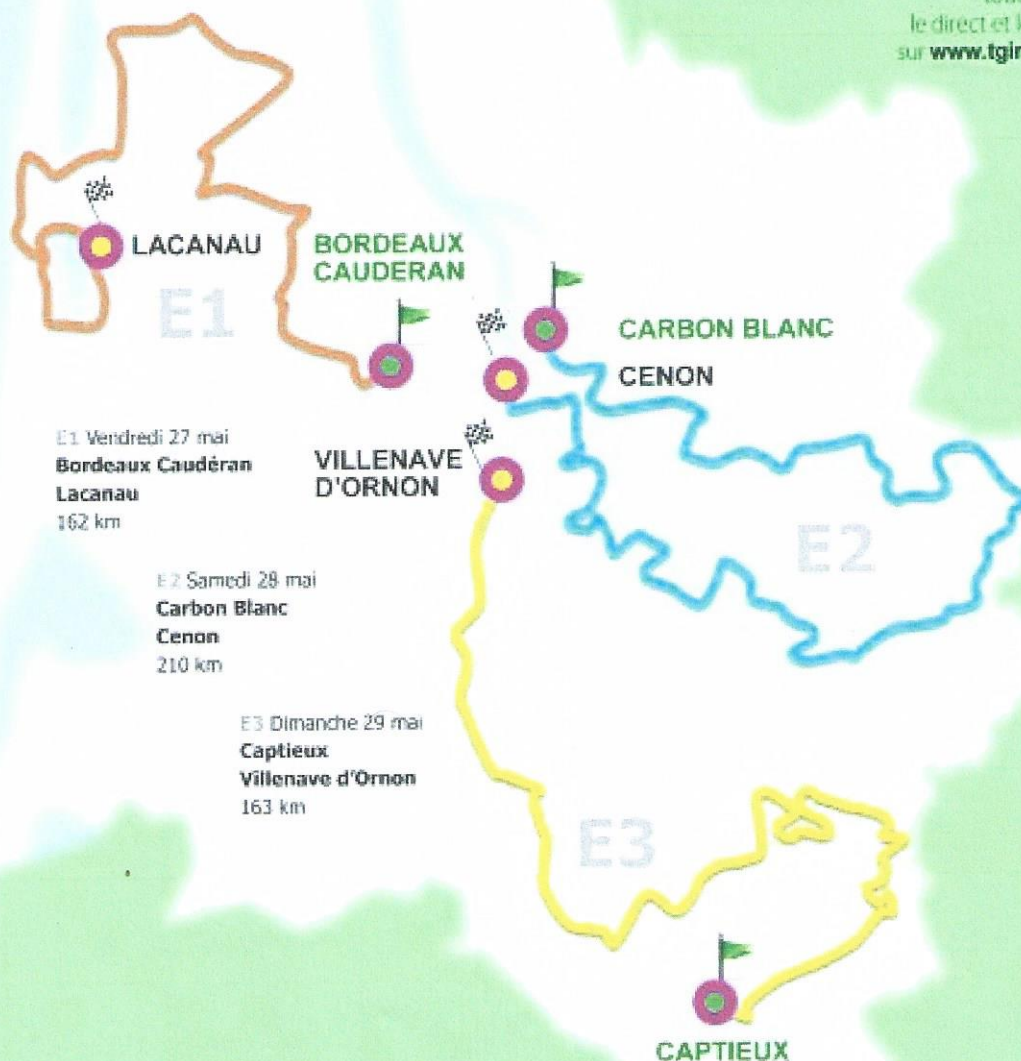 le direct et
sur www.tgir
LACANAU
E1
BORDEAUX
CAUDERAN
CARBON BLANC
CENON
E1 Vendredi 27 mai
Bordeaux Caudéran
Lacanau
162 km
VILLENAVE
D'ORNON
E2
E2 Samedi 28 mai
Carbon Blanc
Cenon
210 km
E3 Dimanche 29 mai
Captieux
Villenave d'Ornon
163 km
E3
CAPTIEUX